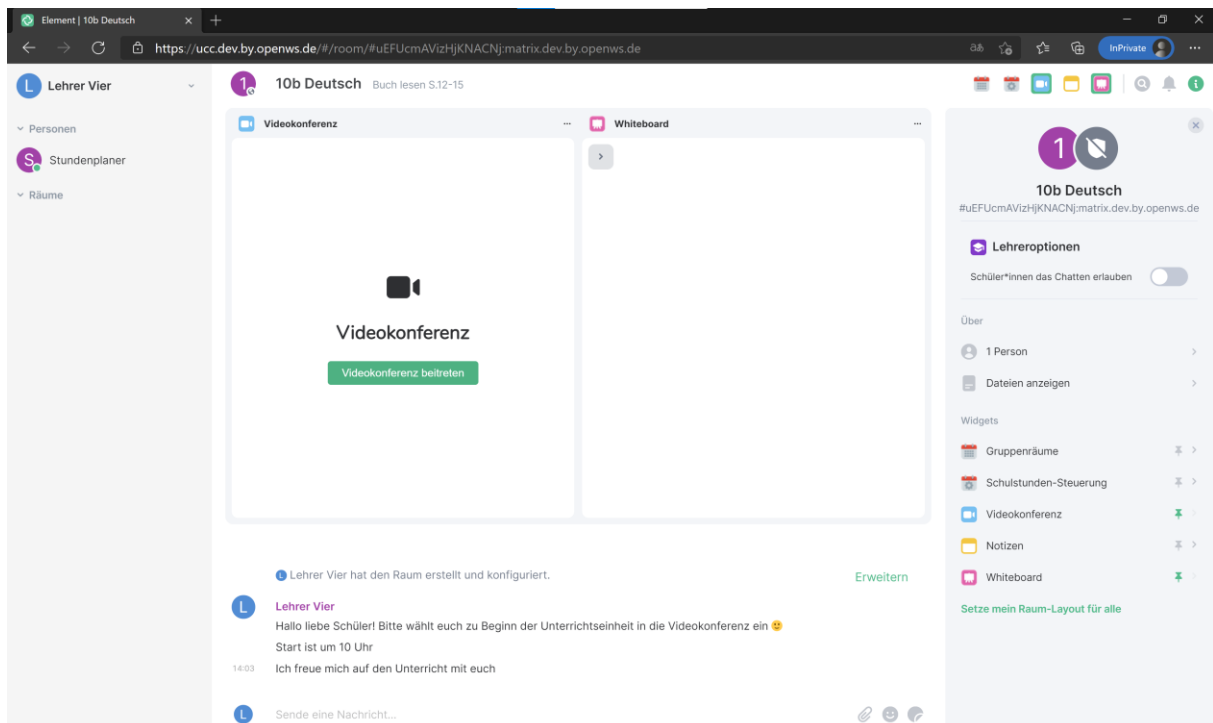 Element | 10b Deutsch
https://ucc.dev.by.openws.de/#/room/#uEFUcmAVizHjKNACNj:matrix.dev.by.openws.de
InPrivate
L Lehrer Vier
Personen
S Stundenplaner
Räume
1 10b Deutsch Buch lesen S.12-15
Videokonferenz
Whiteboard
Videokonferenz
Videokonferenz beitreten
L Lehrer Vier hat den Raum erstellt und konfiguriert.
Erweitern
L Lehrer Vier
Hallo liebe Schüler! Bitte wählt euch zu Beginn der Unterrichtseinheit in die Videokonferenz ein 🙂
Start ist um 10 Uhr
14:03 Ich freue mich auf den Unterricht mit euch
L Sende eine Nachricht...
1
10b Deutsch
#uEFUcmAVizHjKNACNj:matrix.dev.by.openws.de
Lehreroptionen
Schüler*innen das Chatten erlauben
Über
1 Person
Dateien anzeigen
Widgets
Gruppenräume
Schulstunden-Steuerung
Videokonferenz
Notizen
Whiteboard
Setze mein Raum-Layout für alle